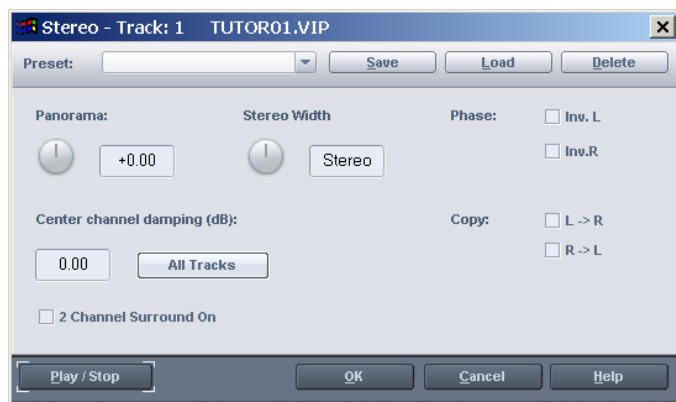 Stereo - Track: 1 TUTOR01.VIP
Preset: Save Load Delete
Panorama: Stereo Width Phase: Inv. L
+0.00 Stereo Inv.R
Center channel damping (dB): Copy: L -> R
0.00 All Tracks R -> L
2 Channel Surround On
Play / Stop OK Cancel Help